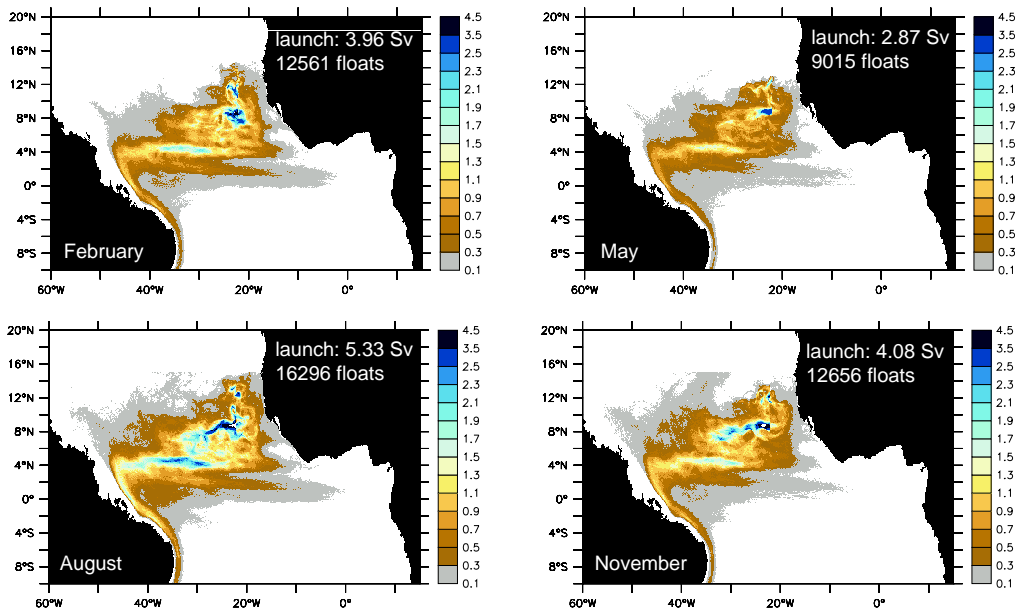 20°N
16°N
12°N
8°N
4°N
0°
4°S
8°S
60°W
40°W
20°W
0°
launch: 3.96 Sv
12561 floats
February
4.5
3.5
2.5
2.3
2.1
1.9
1.7
1.5
1.3
1.1
0.9
0.7
0.5
0.3
0.1
20°N
16°N
12°N
8°N
4°N
0°
4°S
8°S
60°W
40°W
20°W
0°
launch: 2.87 Sv
9015 floats
May
4.5
3.5
2.5
2.3
2.1
1.9
1.7
1.5
1.3
1.1
0.9
0.7
0.5
0.3
0.1
20°N
16°N
12°N
8°N
4°N
0°
4°S
8°S
60°W
40°W
20°W
0°
launch: 5.33 Sv
16296 floats
August
4.5
3.5
2.5
2.3
2.1
1.9
1.7
1.5
1.3
1.1
0.9
0.7
0.5
0.3
0.1
20°N
16°N
12°N
8°N
4°N
0°
4°S
8°S
60°W
40°W
20°W
0°
launch: 4.08 Sv
12656 floats
November
4.5
3.5
2.5
2.3
2.1
1.9
1.7
1.5
1.3
1.1
0.9
0.7
0.5
0.3
0.1